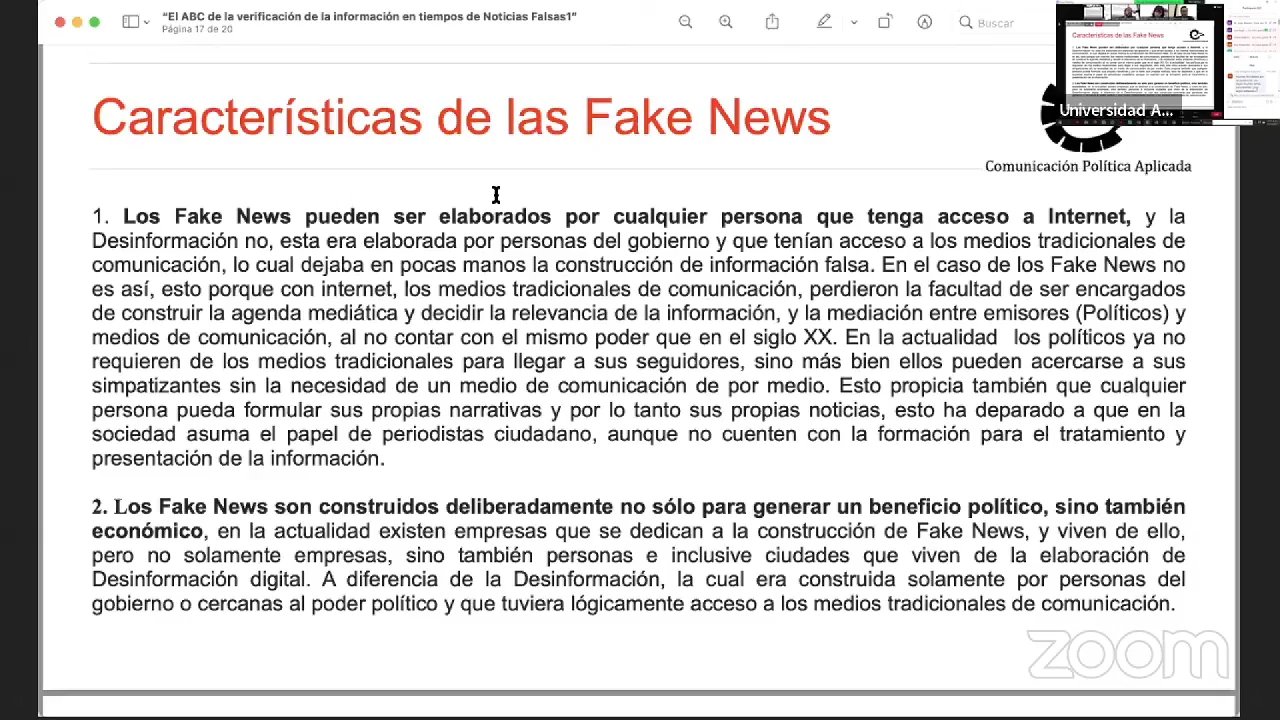 “El ABC de la verificación de la información en tiempos de Noticias Falsas1”
Página 17 de 20
Buscar
Características de las Fake News
Universidad A...
Características de los Fake News
Comunicación Política Aplicada
1. Los Fake News pueden ser elaborados por cualquier persona que tenga acceso a Internet, y la
Desinformación no, esta era elaborada por personas del gobierno y que tenían acceso a los medios tradicionales de
comunicación, lo cual dejaba en pocas manos la construcción de información falsa. En el caso de los Fake News no
es así, esto porque con internet, los medios tradicionales de comunicación, perdieron la facultad de ser encargados
de construir la agenda mediática y decidir la relevancia de la información, y la mediación entre emisores (Políticos) y
medios de comunicación, al no contar con el mismo poder que en el siglo XX. En la actualidad los políticos ya no
requieren de los medios tradicionales para llegar a sus seguidores, sino más bien ellos pueden acercarse a sus
simpatizantes sin la necesidad de un medio de comunicación de por medio. Esto propicia también que cualquier
persona pueda formular sus propias narrativas y por lo tanto sus propias noticias, esto ha deparado a que en la
sociedad asuma el papel de periodistas ciudadano, aunque no cuenten con la formación para el tratamiento y
presentación de la información.
2. Los Fake News son construidos deliberadamente no sólo para generar un beneficio político, sino también
económico, en la actualidad existen empresas que se dedican a la construcción de Fake News, y viven de ello,
pero no solamente empresas, sino también personas e inclusive ciudades que viven de la elaboración de
Desinformación digital. A diferencia de la Desinformación, la cual era construida solamente por personas del
gobierno o cercanas al poder político y que tuviera lógicamente acceso a los medios tradicionales de comunicación.
zoom